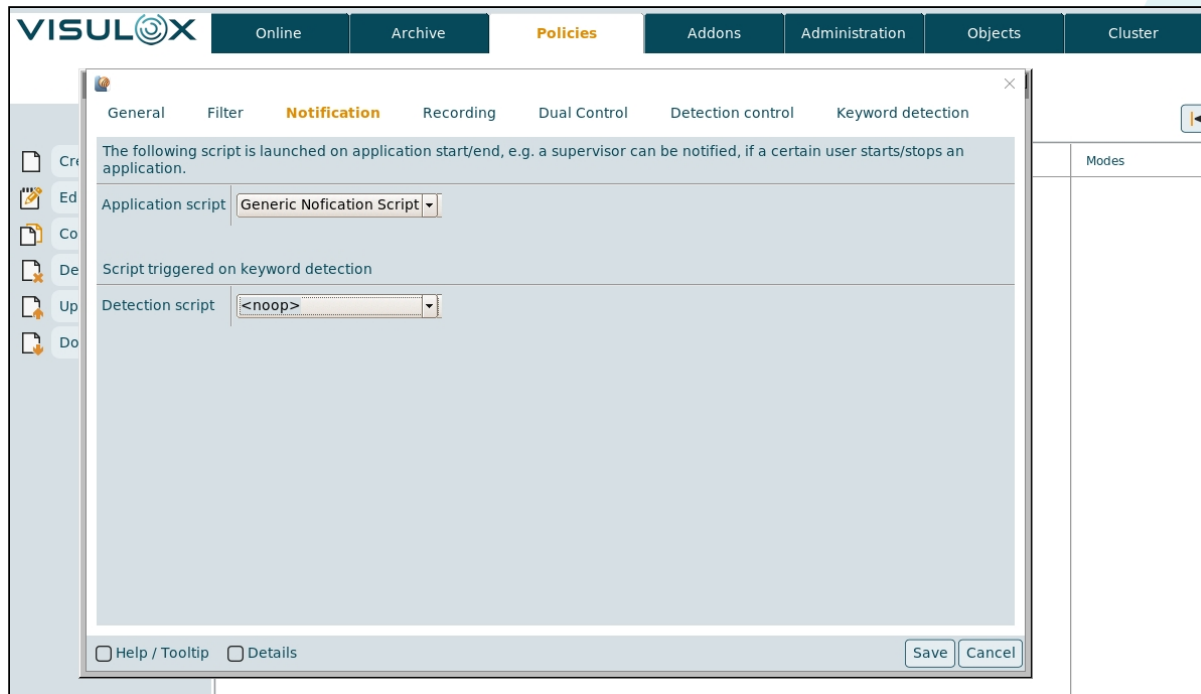 VISULOX
Online Archive Policies Addons Administration Objects Cluster
General Filter Notification Recording Dual Control Detection control Keyword detection
The following script is launched on application start/end, e.g. a supervisor can be notified, if a certain user starts/stops an
application.
Modes
Cre
Ed
Application script Generic Nofication Script
Co
De
Script triggered on keyword detection
Up
Detection script <noop>
Do
Help / Tooltip Details Save Cancel